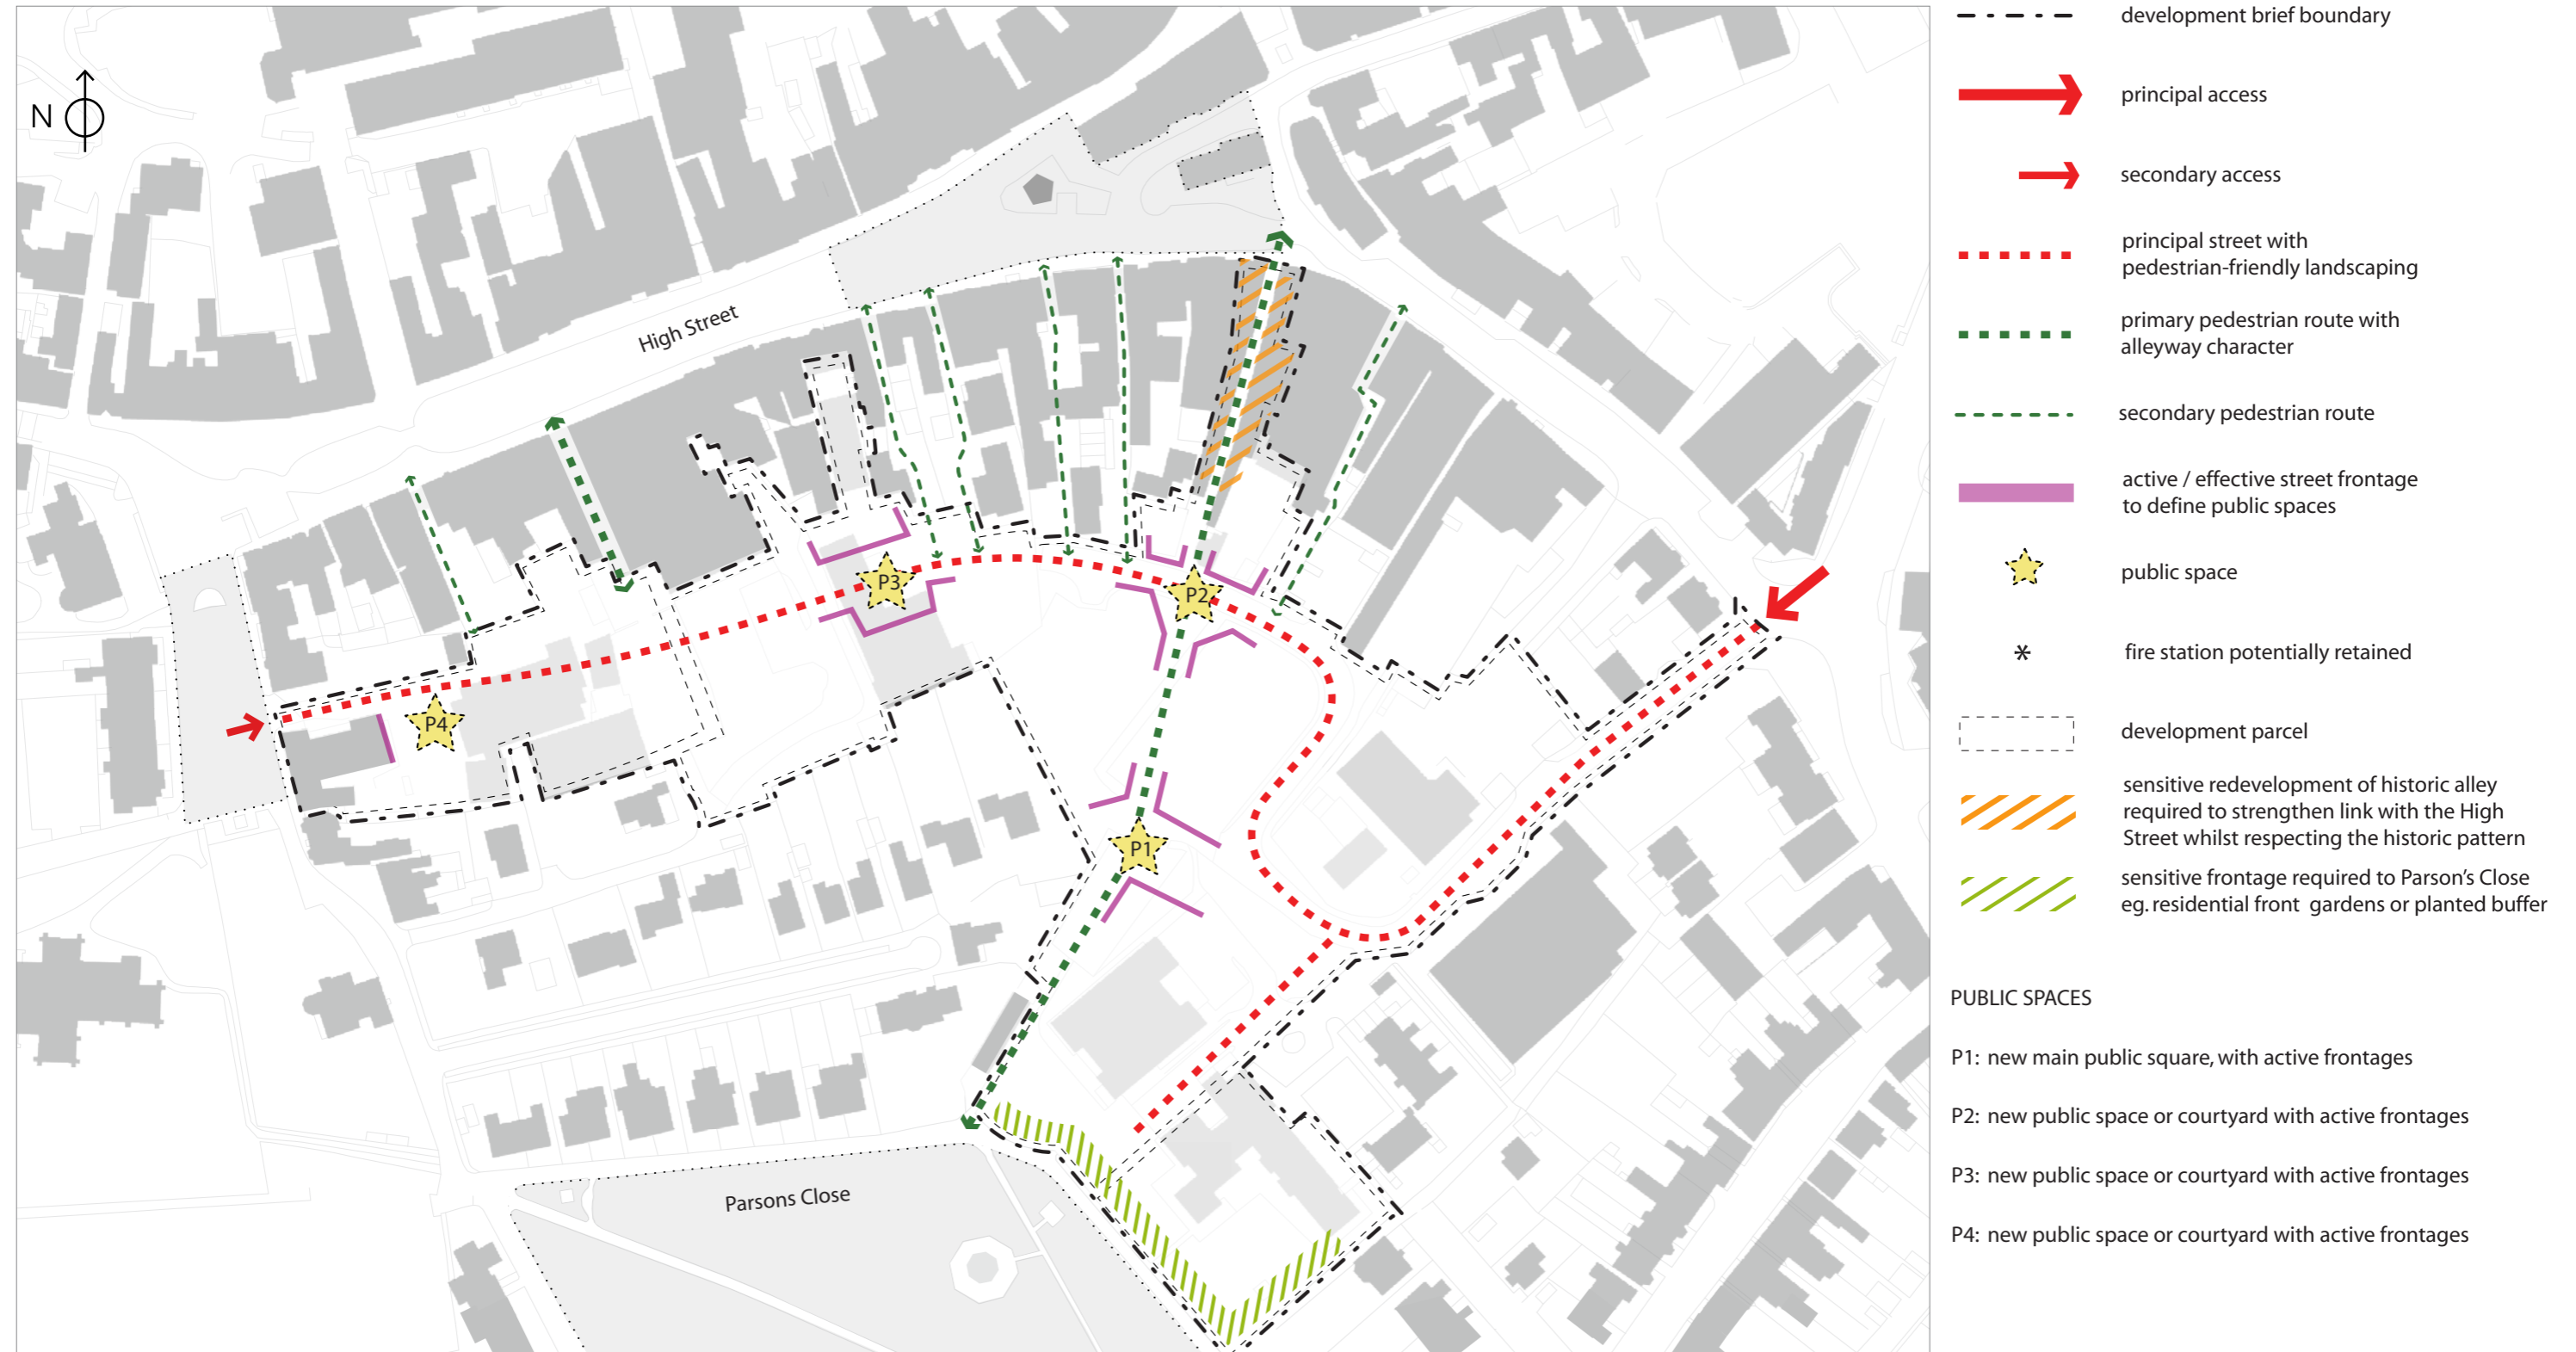 N
High Street
P3
P2
P4
P1
Parsons Close
development brief boundary
principal access
secondary access
principal street with
pedestrian-friendly landscaping
primary pedestrian route with
alleyway character
secondary pedestrian route
active / effective street frontage
to define public spaces
public space
* fire station potentially retained
development parcel
sensitive redevelopment of historic alley
required to strengthen link with the High
Street whilst respecting the historic pattern
sensitive frontage required to Parson's Close
eg. residential front gardens or planted buffer
PUBLIC SPACES
P1: new main public square, with active frontages
P2: new public space or courtyard with active frontages
P3: new public space or courtyard with active frontages
P4: new public space or courtyard with active frontages